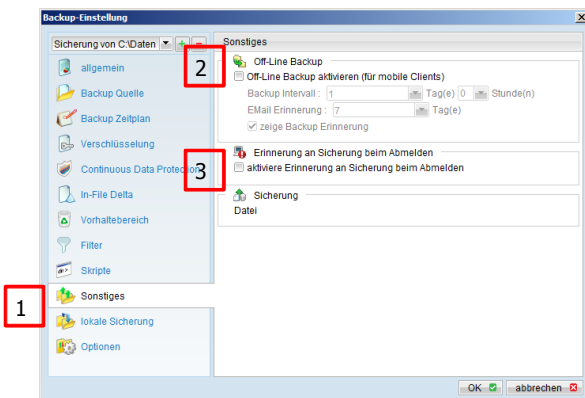 Backup-Einstellung
Sicherung von C:\Daten
allgemein
Backup Quelle
Backup Zeitplan
Verschlüsselung
Continuous Data Protection
In-File Delta
Vorhaltebereich
Filter
Skripte
Sonstiges
lokale Sicherung
Optionen
1
2
3
Sonstiges
Off-Line Backup
Off-Line Backup aktivieren (für mobile Clients)
Backup Intervall : 1 Tag(e) 0 Stunde(n)
EMail Erinnerung : 7 Tag(e)
zeige Backup Erinnerung
Erinnerung an Sicherung beim Abmelden
aktiviere Erinnerung an Sicherung beim Abmelden
Sicherung
Datei
OK abbrechen